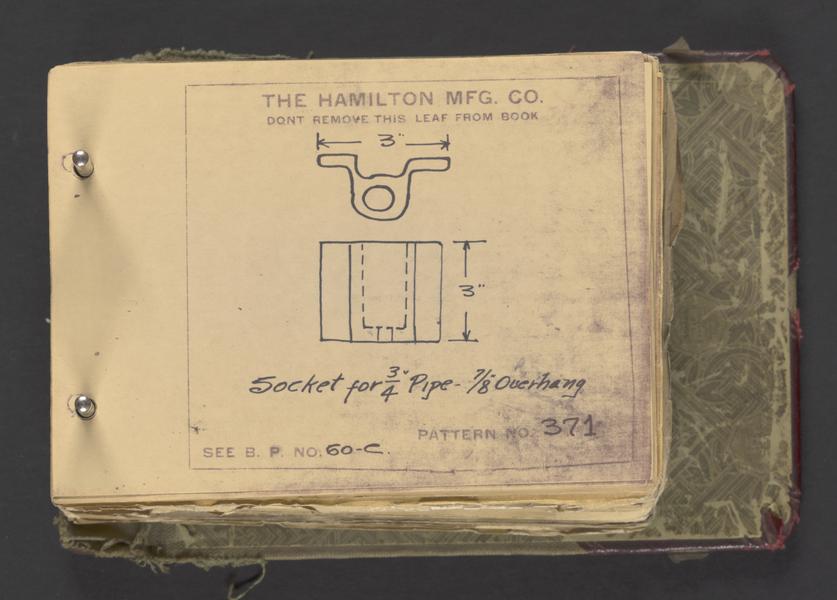 THE HAMILTON MFG. CO.
DONT REMOVE THIS LEAF FROM BOOK
3"
3"
Socket for 3/4" Pipe - 7/8" Overhang
PATTERN NO. 371
SEE B. P. NO. 60-C.